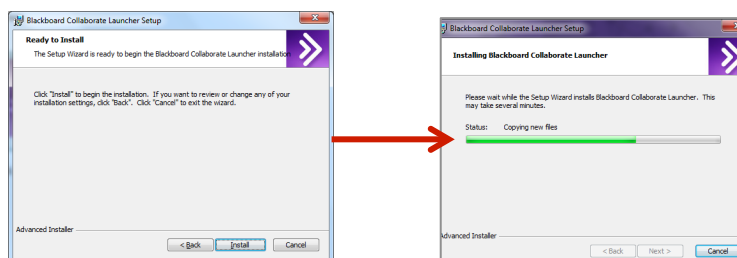 Blackboard Collaborate Launcher Setup
Ready to Install
The Setup Wizard is ready to begin the Blackboard Collaborate Launcher installation
Click "Install" to begin the installation. If you want to review or change any of your
installation settings, click "Back". Click "Cancel" to exit the wizard.
Advanced Installer
< Back Install Cancel
Blackboard Collaborate Launcher Setup
Installing Blackboard Collaborate Launcher
Please wait while the Setup Wizard installs Blackboard Collaborate Launcher. This
may take several minutes.
Status: Copying new files
Advanced Installer
< Back Next > Cancel